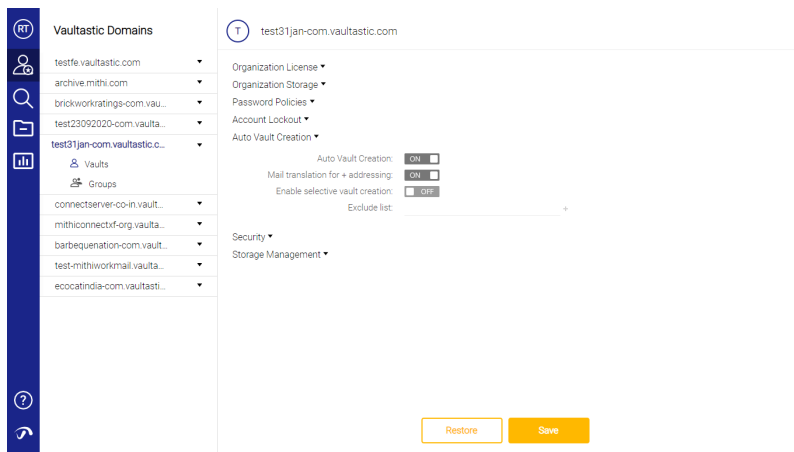 RT
Vaultastic Domains
testfe.vaultastic.com
archive.mithi.com
brickworkratings-com.vau...
test23092020-com.vaulta...
test31jan-com.vaultastic.c...
Vaults
Groups
connectserver-co-in.vault...
mithiconnectxf-org.vaulta...
barbequenation-com.vault...
test-mithiworkmail.vaulta...
ecocatindia-com.vaultasti...
?
T test31jan-com.vaultastic.com
Organization License
Organization Storage
Password Policies
Account Lockout
Auto Vault Creation
Auto Vault Creation: ON
Mail translation for + addressing: ON
Enable selective vault creation: OFF
Exclude list: +
Security
Storage Management
Restore Save